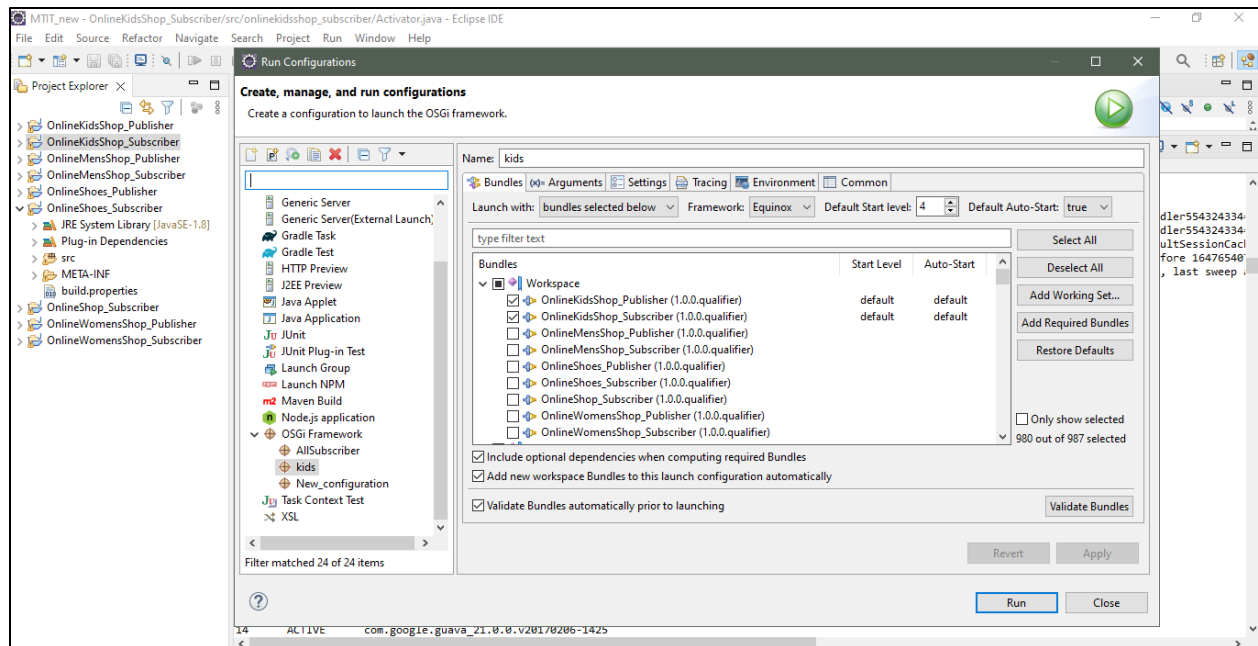 MTIT_new - OnlineKidsShop_Subscriber/src/onlinekidsshop_subscriber/Activator.java - Eclipse IDE
File Edit Source Refactor Navigate Search Project Run Window Help
Project Explorer
OnlineKidsShop_Publisher
OnlineKidsShop_Subscriber
OnlineMensShop_Publisher
OnlineMensShop_Subscriber
OnlineShoes_Publisher
OnlineShoes_Subscriber
JRE System Library [JavaSE-1.8]
Plug-in Dependencies
src
META-INF
build.properties
OnlineShop_Subscriber
OnlineWomensShop_Publisher
OnlineWomensShop_Subscriber
Run Configurations
Create, manage, and run configurations
Create a configuration to launch the OSGi framework.
Generic Server
Generic Server(External Launch)
Gradle Task
Gradle Test
HTTP Preview
J2EE Preview
Java Applet
Java Application
JUnit
JUnit Plug-in Test
Launch Group
Launch NPM
Maven Build
Node.js application
OSGi Framework
AllSubscriber
kids
New_configuration
Task Context Test
XSL
Filter matched 24 of 24 items
Name: kids
Bundles Arguments Settings Tracing Environment Common
Launch with: bundles selected below Framework: Equinox Default Start level: 4 Default Auto-Start: true
type filter text
Bundles Start Level Auto-Start
Workspace
OnlineKidsShop_Publisher (1.0.0.qualifier) default default
OnlineKidsShop_Subscriber (1.0.0.qualifier) default default
OnlineMensShop_Publisher (1.0.0.qualifier)
OnlineMensShop_Subscriber (1.0.0.qualifier)
OnlineShoes_Publisher (1.0.0.qualifier)
OnlineShoes_Subscriber (1.0.0.qualifier)
OnlineShop_Subscriber (1.0.0.qualifier)
OnlineWomensShop_Publisher (1.0.0.qualifier)
OnlineWomensShop_Subscriber (1.0.0.qualifier)
Select All
Deselect All
Add Working Set...
Add Required Bundles
Restore Defaults
Only show selected
980 out of 987 selected
Include optional dependencies when computing required Bundles
Add new workspace Bundles to this launch configuration automatically
Validate Bundles automatically prior to launching
Validate Bundles
Revert Apply
Run Close
dler554324334
dler554324334
ultSessionCac
fore 16476540
, last sweep
14 ACTIVE com.google.guava_21.0.0.v20170206-1425